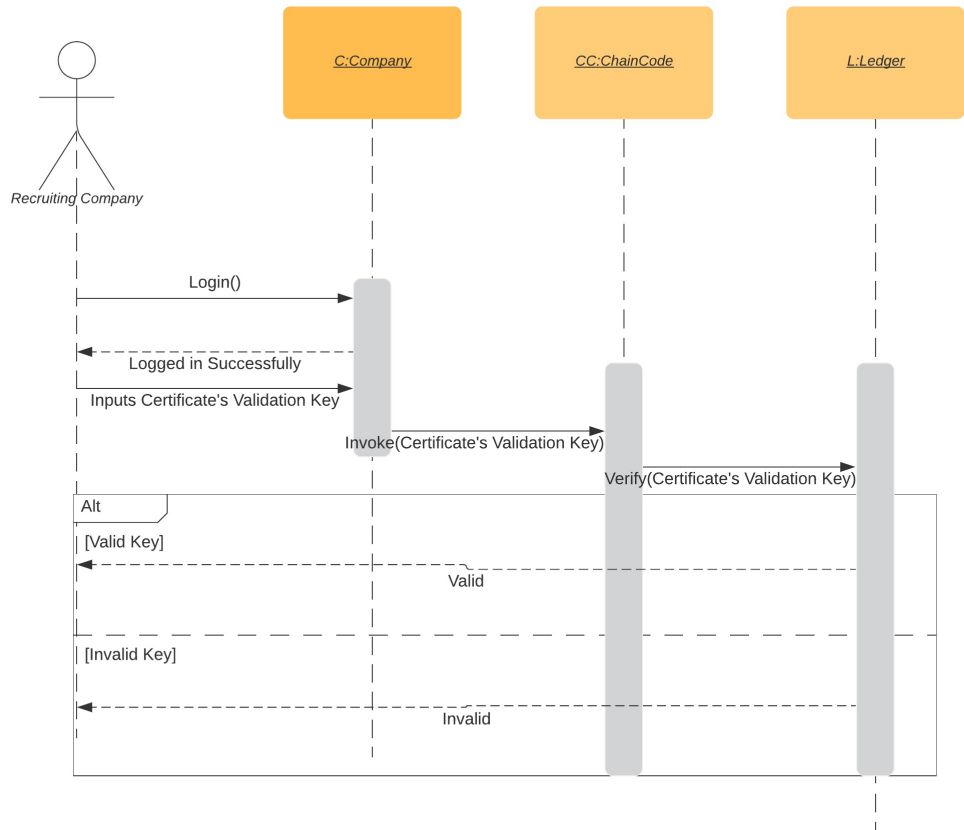 C:Company
CC:ChainCode
L:Ledger
Recruiting Company
Login()
Logged in Successfully
Inputs Certificate's Validation Key
Invoke(Certificate's Validation Key)
Verify(Certificate's Validation Key)
Alt
[Valid Key]
Valid
[Invalid Key]
Invalid